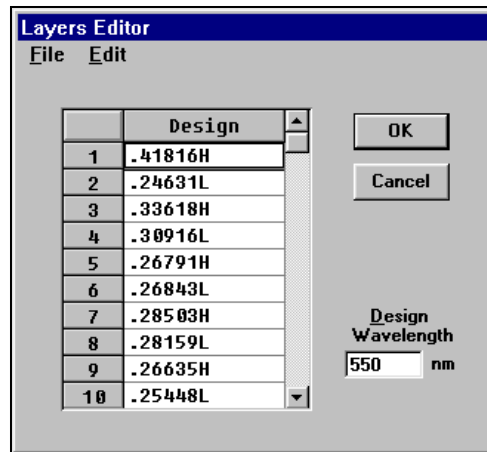 Layers Editor
File Edit
Design
1 .41816H
2 .24631L
3 .33618H
4 .30916L
5 .26791H
6 .26843L
7 .28503H
8 .28159L
9 .26635H
10 .25448L
OK
Cancel
Design
Wavelength
550 nm